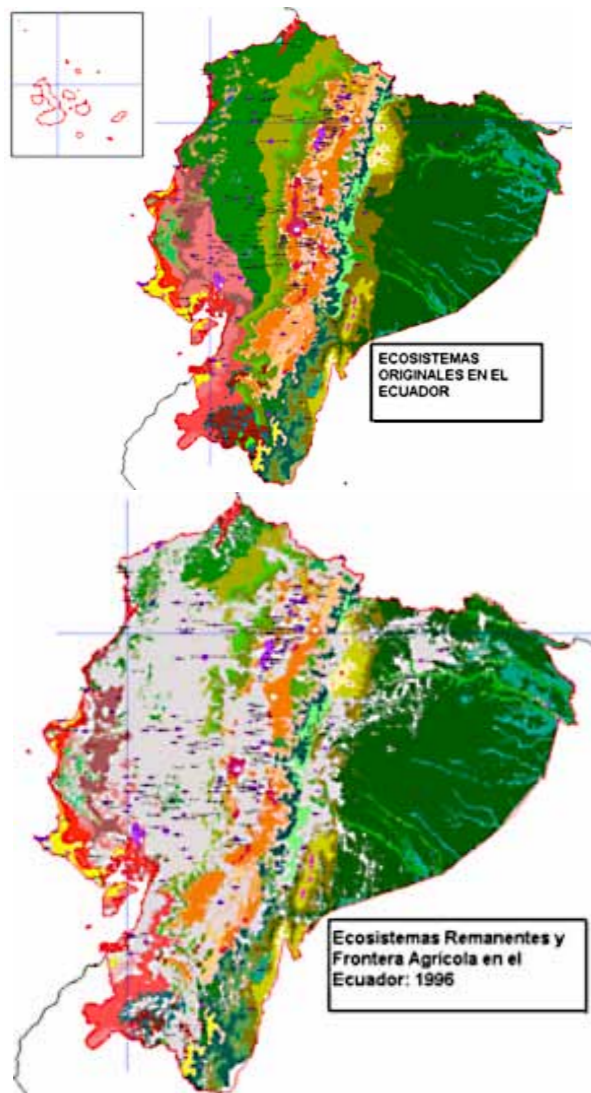 ECOSISTEMAS
ORIGINALES EN EL
ECUADOR
Ecosistemas Remanentes y
Frontera Agrícola en el
Ecuador: 1996